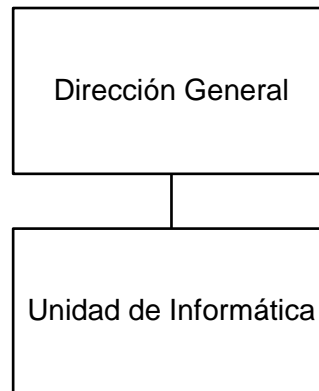 Dirección General
Unidad de Informática